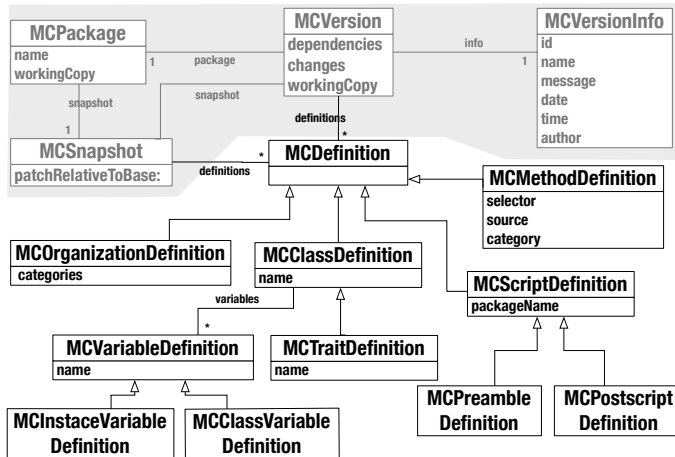 MCPackage
name
workingCopy
MCVersion
dependencies
changes
workingCopy
MCVersionInfo
id
name
message
date
time
author
1
package
info
1
snapshot
snapshot
1
definitions
*
MCSnapshot
patchRelativeToBase:
*
definitions
MCDefinition
MCMethodDefinition
selector
source
category
MCOrganizationDefinition
categories
MCClassDefinition
name
MCScriptDefinition
packageName
variables
*
MCVariableDefinition
name
MCTraitDefinition
name
MCInstaceVariable
Definition
MCClassVariable
Definition
MCPreamble
Definition
MCPostscript
Definition